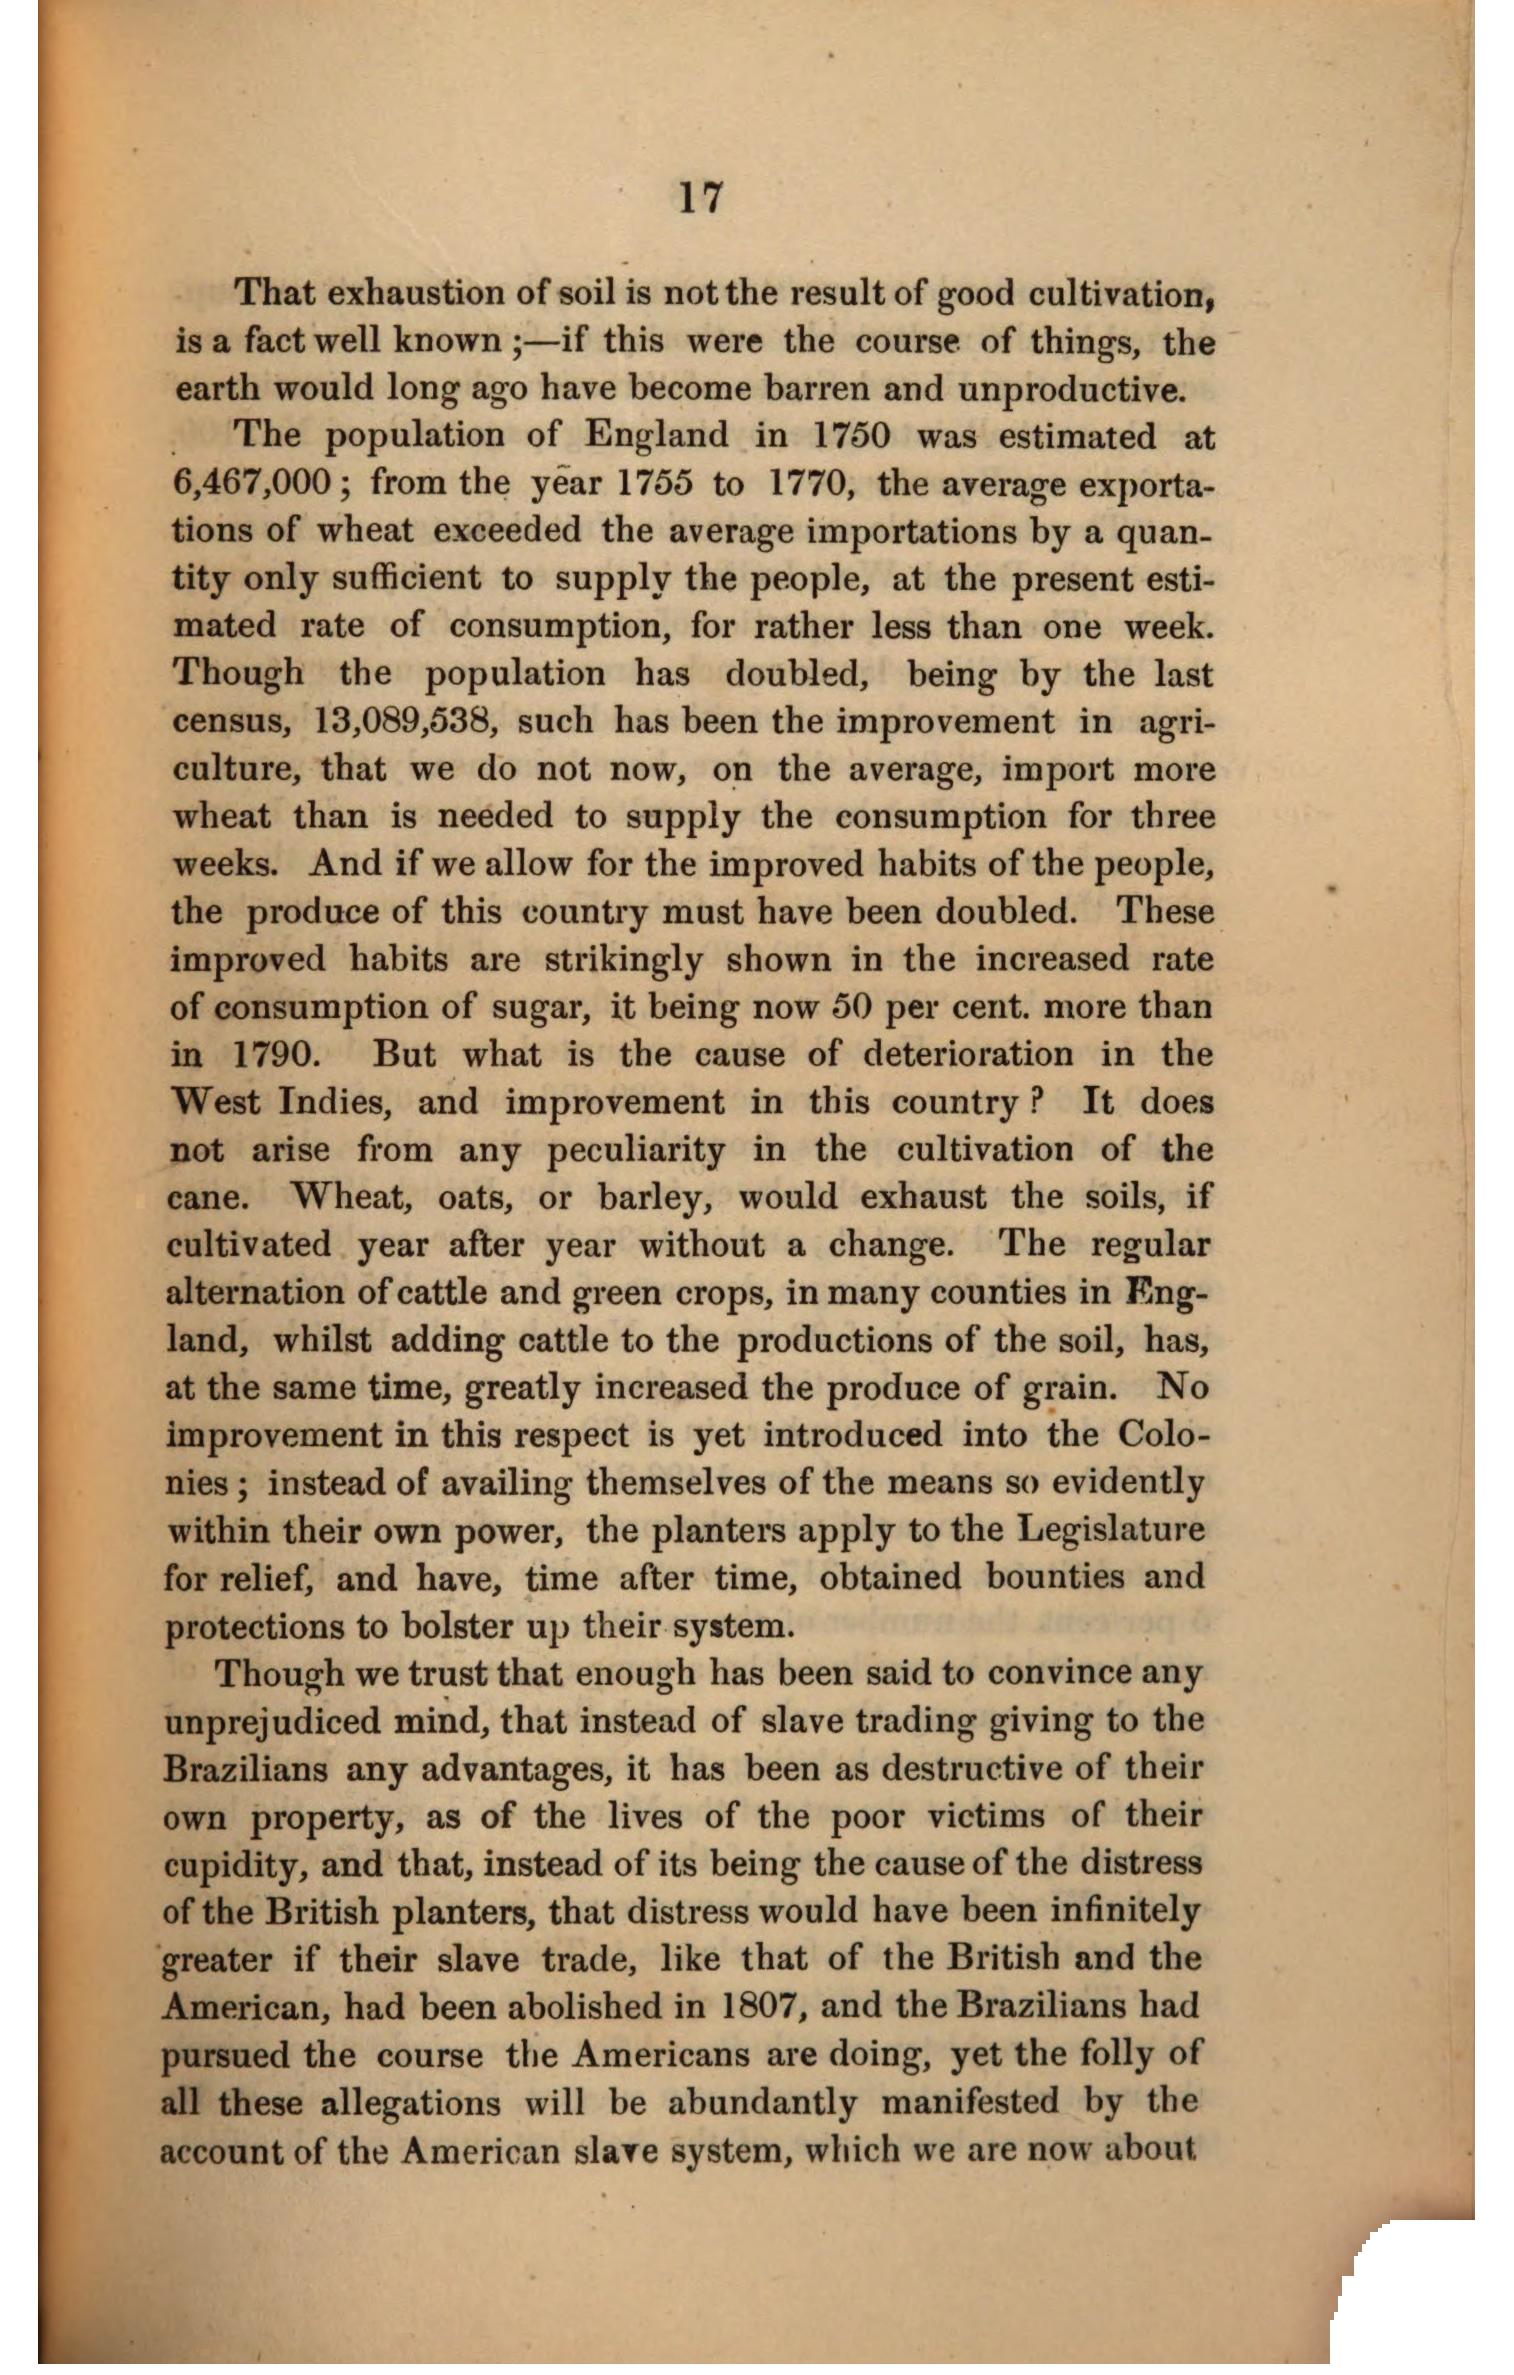 17
That exhaustion of soil is not the result of good cultivation,
is a fact well known ;—if this were the course of things, the
earth would long ago have become barren and unproductive.
The population of England in 1750 was estimated at
6,467,000 ; from the year 1755 to 1770, the average exporta-
tions of wheat exceeded the average importations by a quan-
tity only sufficient to supply the people, at the present esti-
mated rate of consumption, for rather less than one week.
Though the population has doubled, being by the last
census, 13,089,538, such has been the improvement in agri-
culture, that we do not now, on the average, import more
wheat than is needed to supply the consumption for three
weeks. And if we allow for the improved habits of the people,
the produce of this country must have been doubled. These
improved habits are strikingly shown in the increased rate
of consumption of sugar, it being now 50 per cent. more than
in 1790. But what is the cause of deterioration in the
West Indies, and improvement in this country ? It does
not arise from any peculiarity in the cultivation of the
cane. Wheat, oats, or barley, would exhaust the soils, if
cultivated year after year without a change. The regular
alternation of cattle and green crops, in many counties in Eng-
land, whilst adding cattle to the productions of the soil, has,
at the same time, greatly increased the produce of grain. No
improvement in this respect is yet introduced into the Colo-
nies ; instead of availing themselves of the means so evidently
within their own power, the planters apply to the Legislature
for relief, and have, time after time, obtained bounties and
protections to bolster up their system.
Though we trust that enough has been said to convince any
unprejudiced mind, that instead of slave trading giving to the
Brazilians any advantages, it has been as destructive of their
own property, as of the lives of the poor victims of their
cupidity, and that, instead of its being the cause of the distress
of the British planters, that distress would have been infinitely
greater if their slave trade, like that of the British and the
American, had been abolished in 1807, and the Brazilians had
pursued the course the Americans are doing, yet the folly of
all these allegations will be abundantly manifested by the
account of the American slave system, which we are now about